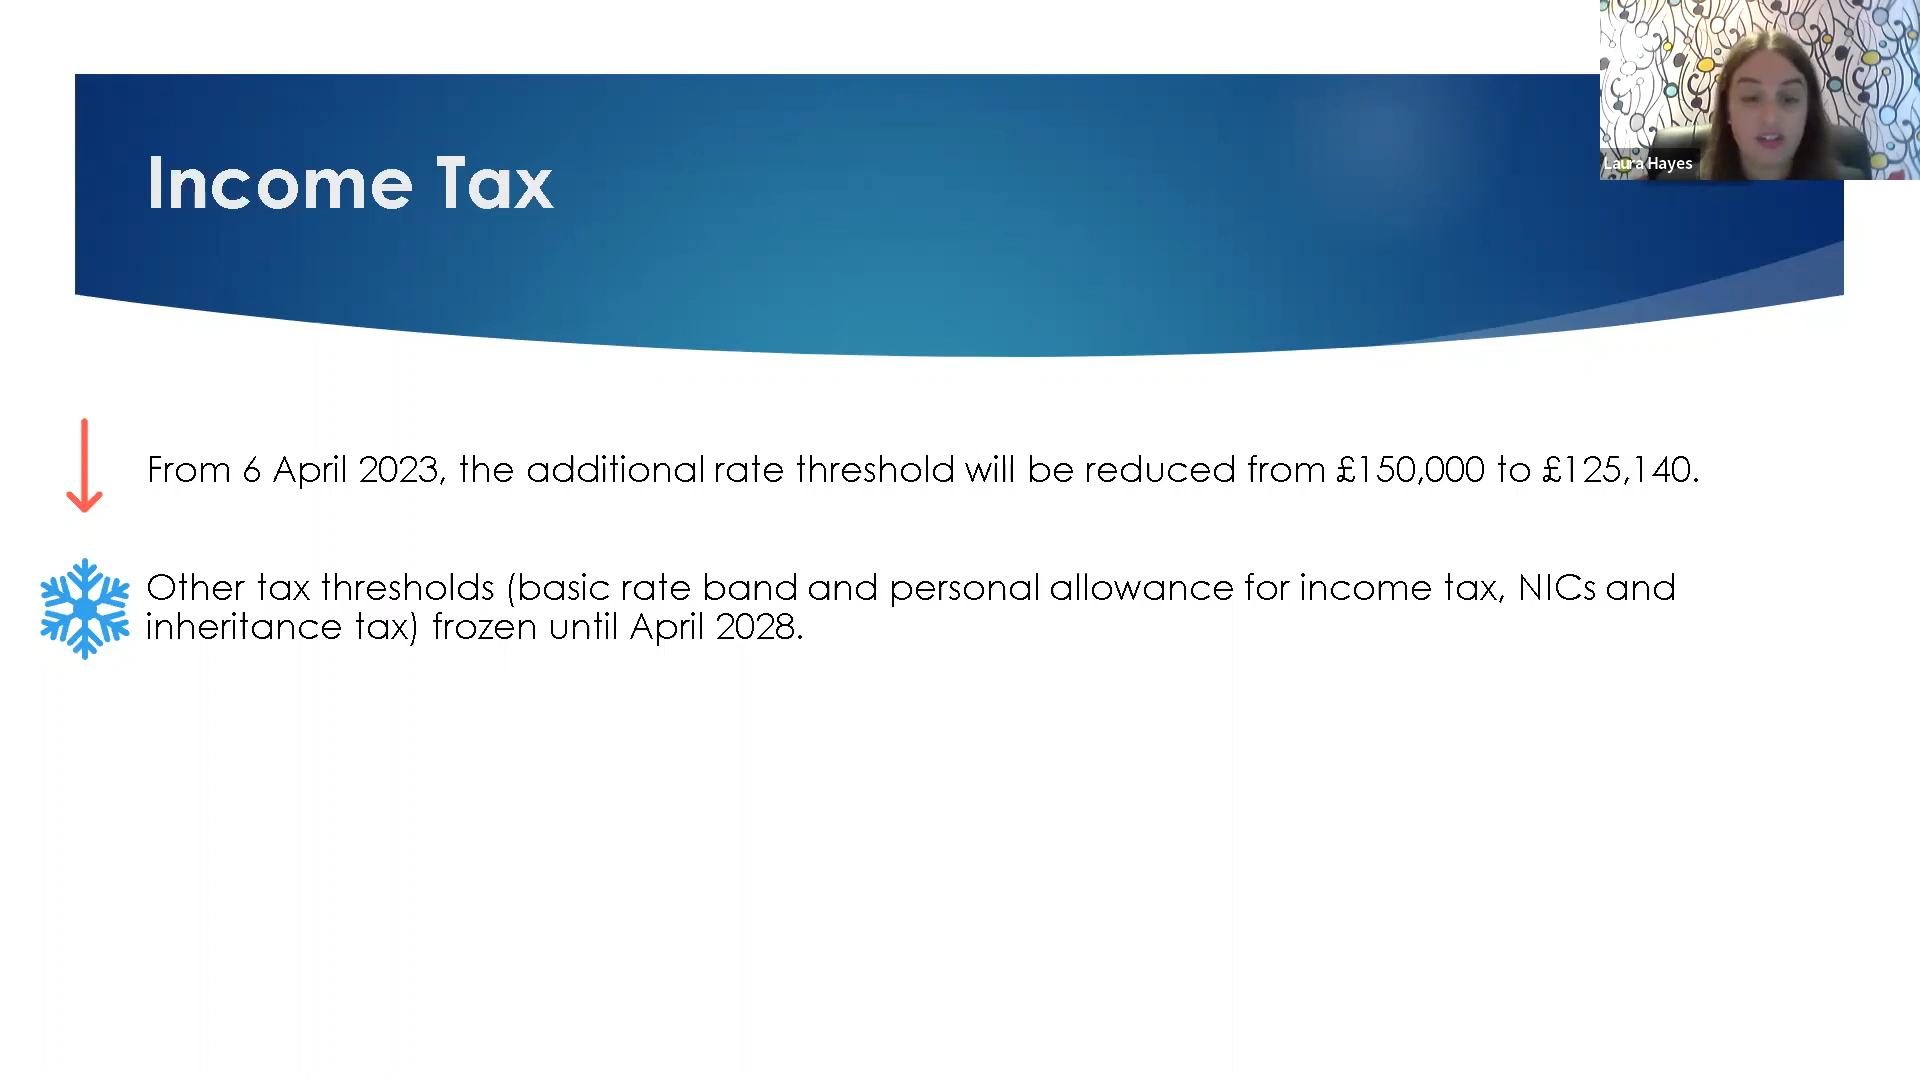 Income Tax
Laura Hayes
From 6 April 2023, the additional rate threshold will be reduced from £150,000 to £125,140.
Other tax thresholds (basic rate band and personal allowance for income tax, NICs and
inheritance tax) frozen until April 2028.